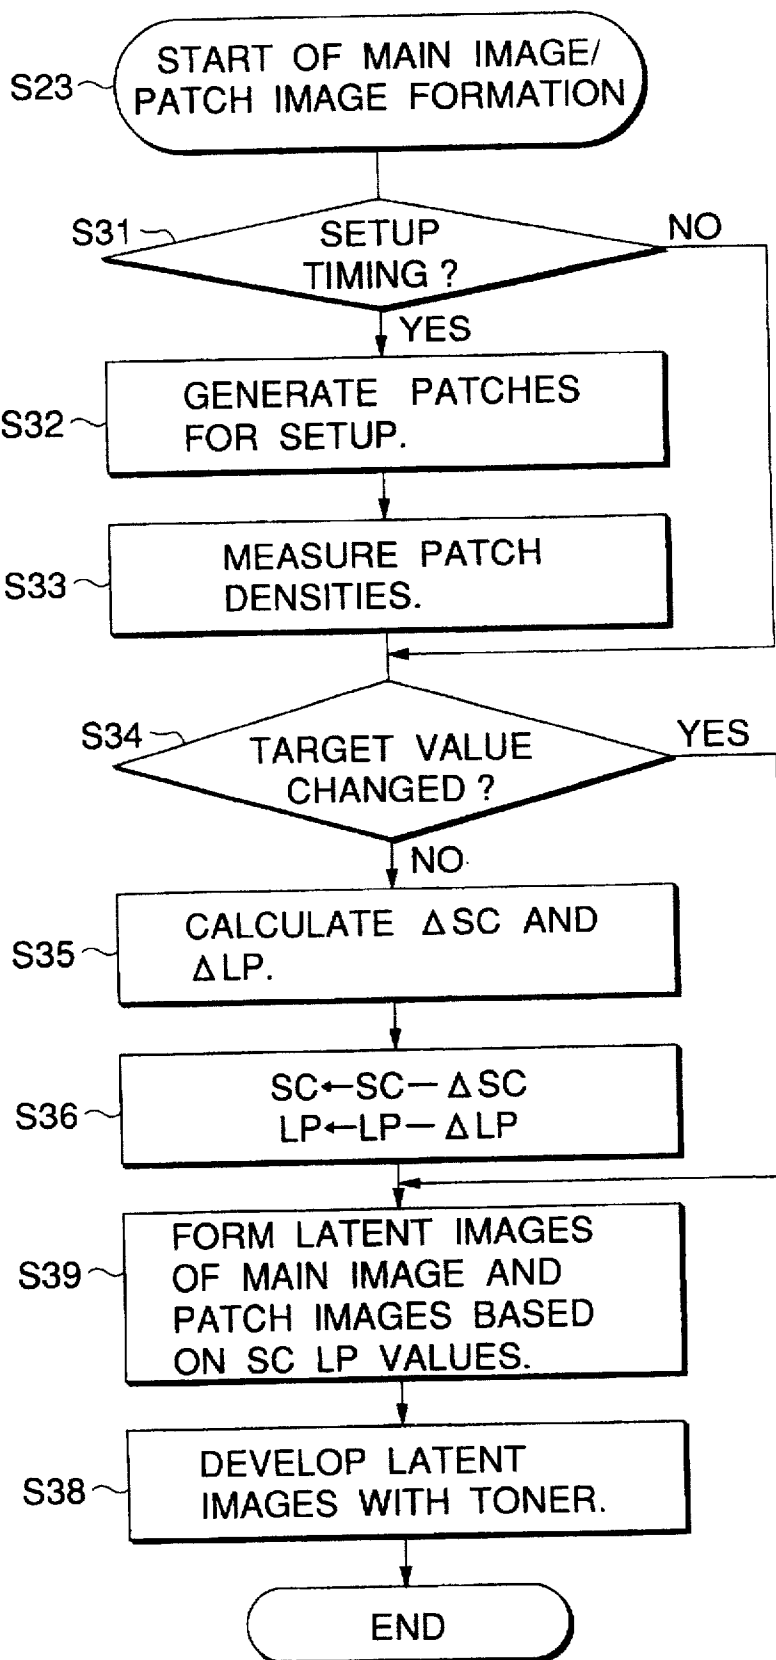 START OF MAIN IMAGE/
S23
PATCH IMAGE FORMATION
S31
SETUP
TIMING ?
NO
YES
S32
GENERATE PATCHES
FOR SETUP.
S33
MEASURE PATCH
DENSITIES.
S34
TARGET VALUE
CHANGED ?
YES
NO
S35
CALCULATE ΔSC AND
ΔLP.
S36
SC←SC−ΔSC
LP←LP−ΔLP
S39
FORM LATENT IMAGES
OF MAIN IMAGE AND
PATCH IMAGES BASED
ON SC LP VALUES.
S38
DEVELOP LATENT
IMAGES WITH TONER.
END